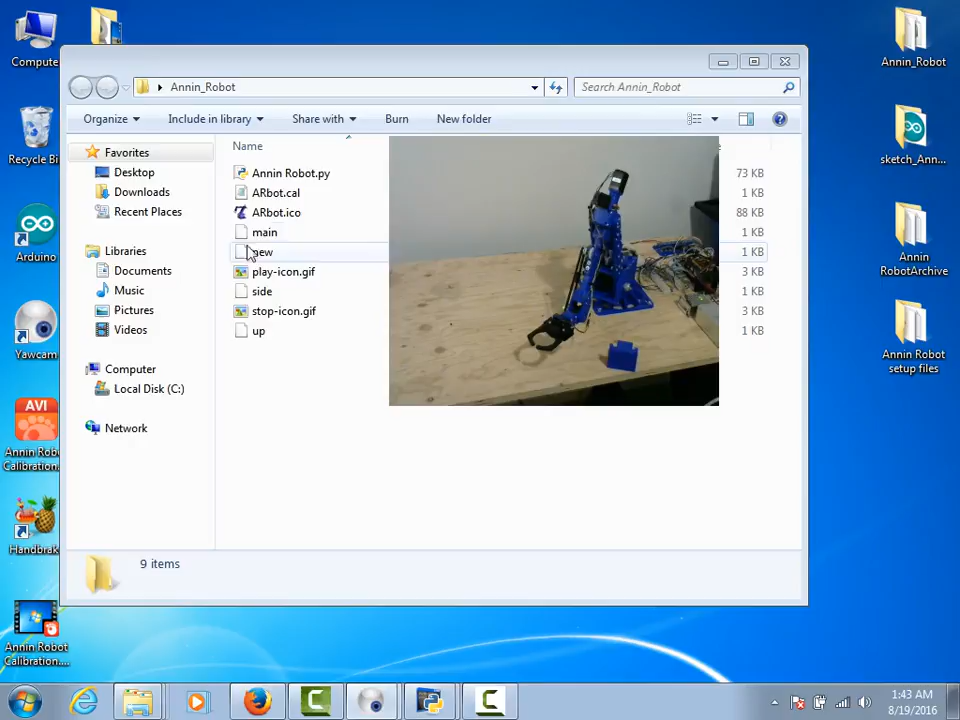 Compute
Annin_Robot
Annin_Robot
Search Annin_Robot
Organize
Include in library
Share with
Burn
New folder
Name
Favorites
Desktop
Downloads
Recent Places
Libraries
Documents
Music
Pictures
Videos
Computer
Local Disk (C:)
Network
Annin Robot.py
73 KB
ARbot.cal
1 KB
ARbot.ico
88 KB
main
1 KB
new
1 KB
play-icon.gif
3 KB
side
1 KB
stop-icon.gif
3 KB
up
1 KB
9 items
Recycle Bi
Arduino
Yawcam
AVI
Annin Rob
Calibration.
Handbrak
Annin Robot
Calibration....
sketch_Ann...
Annin
RobotArchive
Annin Robot
setup files
1:43 AM
8/19/2016